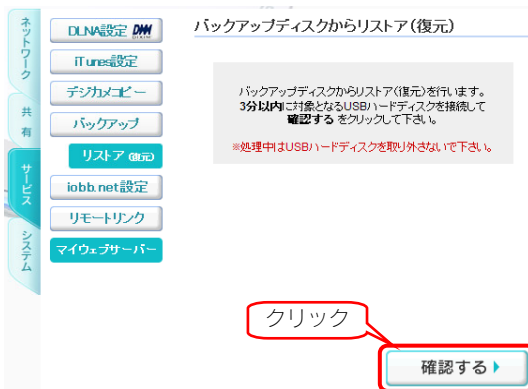 ネットワーク
共有
サービス
システム
DLNA設定
iTunes設定
デジカメコピー
バックアップ
リストア(復元)
iobb.net設定
リモートリンク
マイウェブサーバー
バックアップディスクからリストア(復元)
バックアップディスクからリストア(復元)を行います。
3分以内に対象となるUSBハードディスクを接続して
確認する をクリックして下さい。
※処理中はUSBハードディスクを取り外さないで下さい。
クリック
確認する